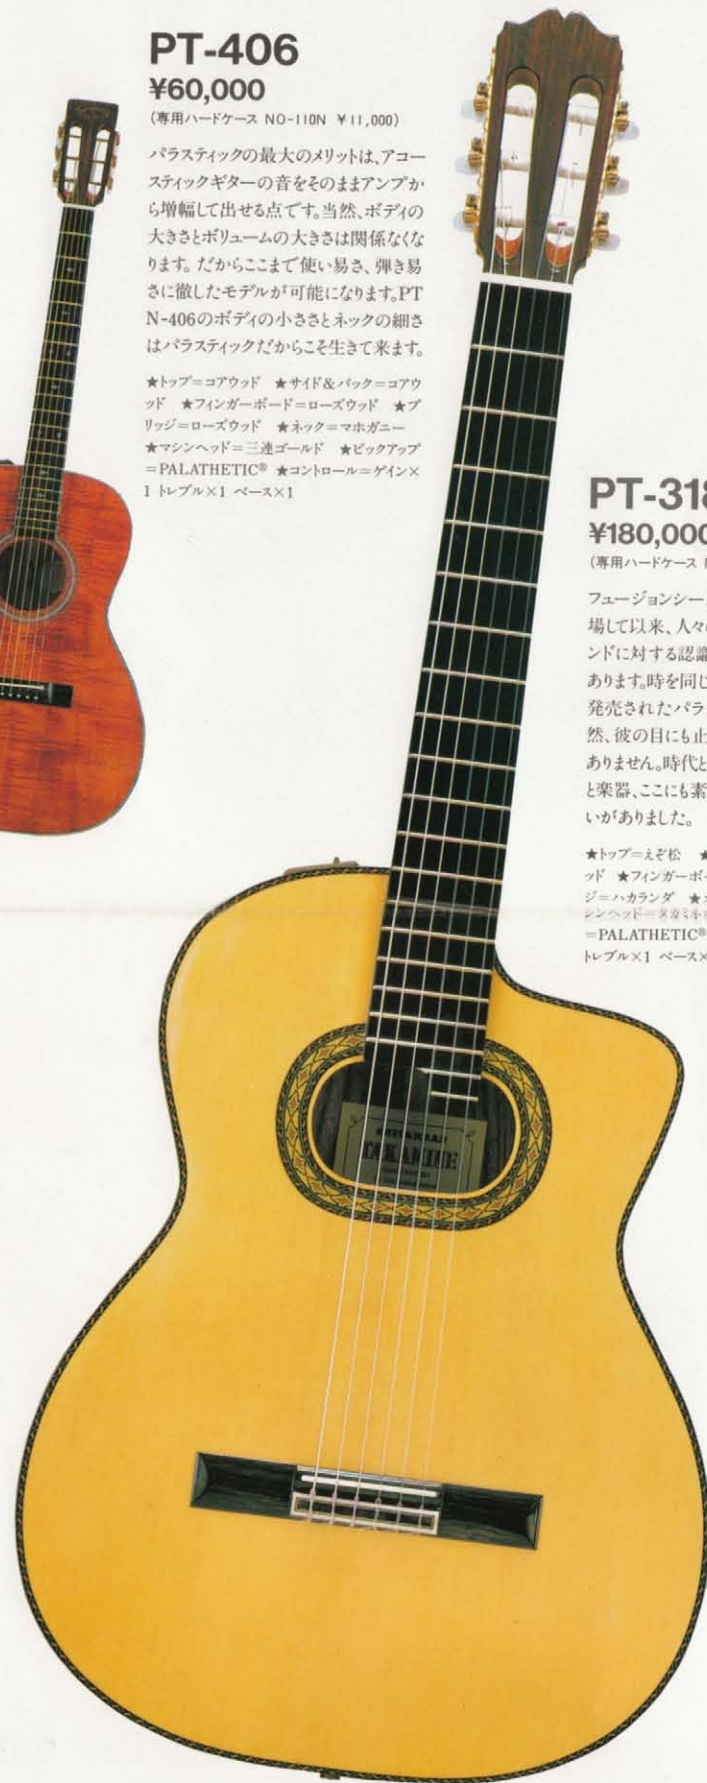 PT-406
¥60,000
(専用ハードケース NO-110N ¥11,000)
パラスティックの最大のメリットは、アコー
スティックギターの音をそのままアンプか
ら増幅して出せる点です。当然、ボディの
大きさとボリュームの大きさは関係なくな
ります。だからここまで使い易さ、弾き易
さに徹したモデルが可能になります。PT
N-406のボディの小ささとネックの細さ
はパラスティックだからこそ生きて来ます。
★トップ=コアウッド ★サイド&バック=コアウ
ッド ★フィンガーボード=ローズウッド ★ブ
リッジ=ローズウッド ★ネック=マホガニー
★マシンヘッド=三連ゴールド ★ピックアップ
=PALATHETIC® ★コントロール=ゲイン×
1 トレブル×1 ベース×1
PT-318
¥180,000
(専用ハードケース
フュージョンシー
場して以来、人々
ンドに対する認識
あります。時を同じ
発売されたパラ
然、彼の目にも止
ありません。時代と
と楽器、ここにも素
いがありました。
★トップ=えぞ松 ★
ッド ★フィンガーボー
ジ=ハカランダ ★
シンヘッド=タカミネ
=PALATHETIC®
トレブル×1 ベース×
TAKAMINE